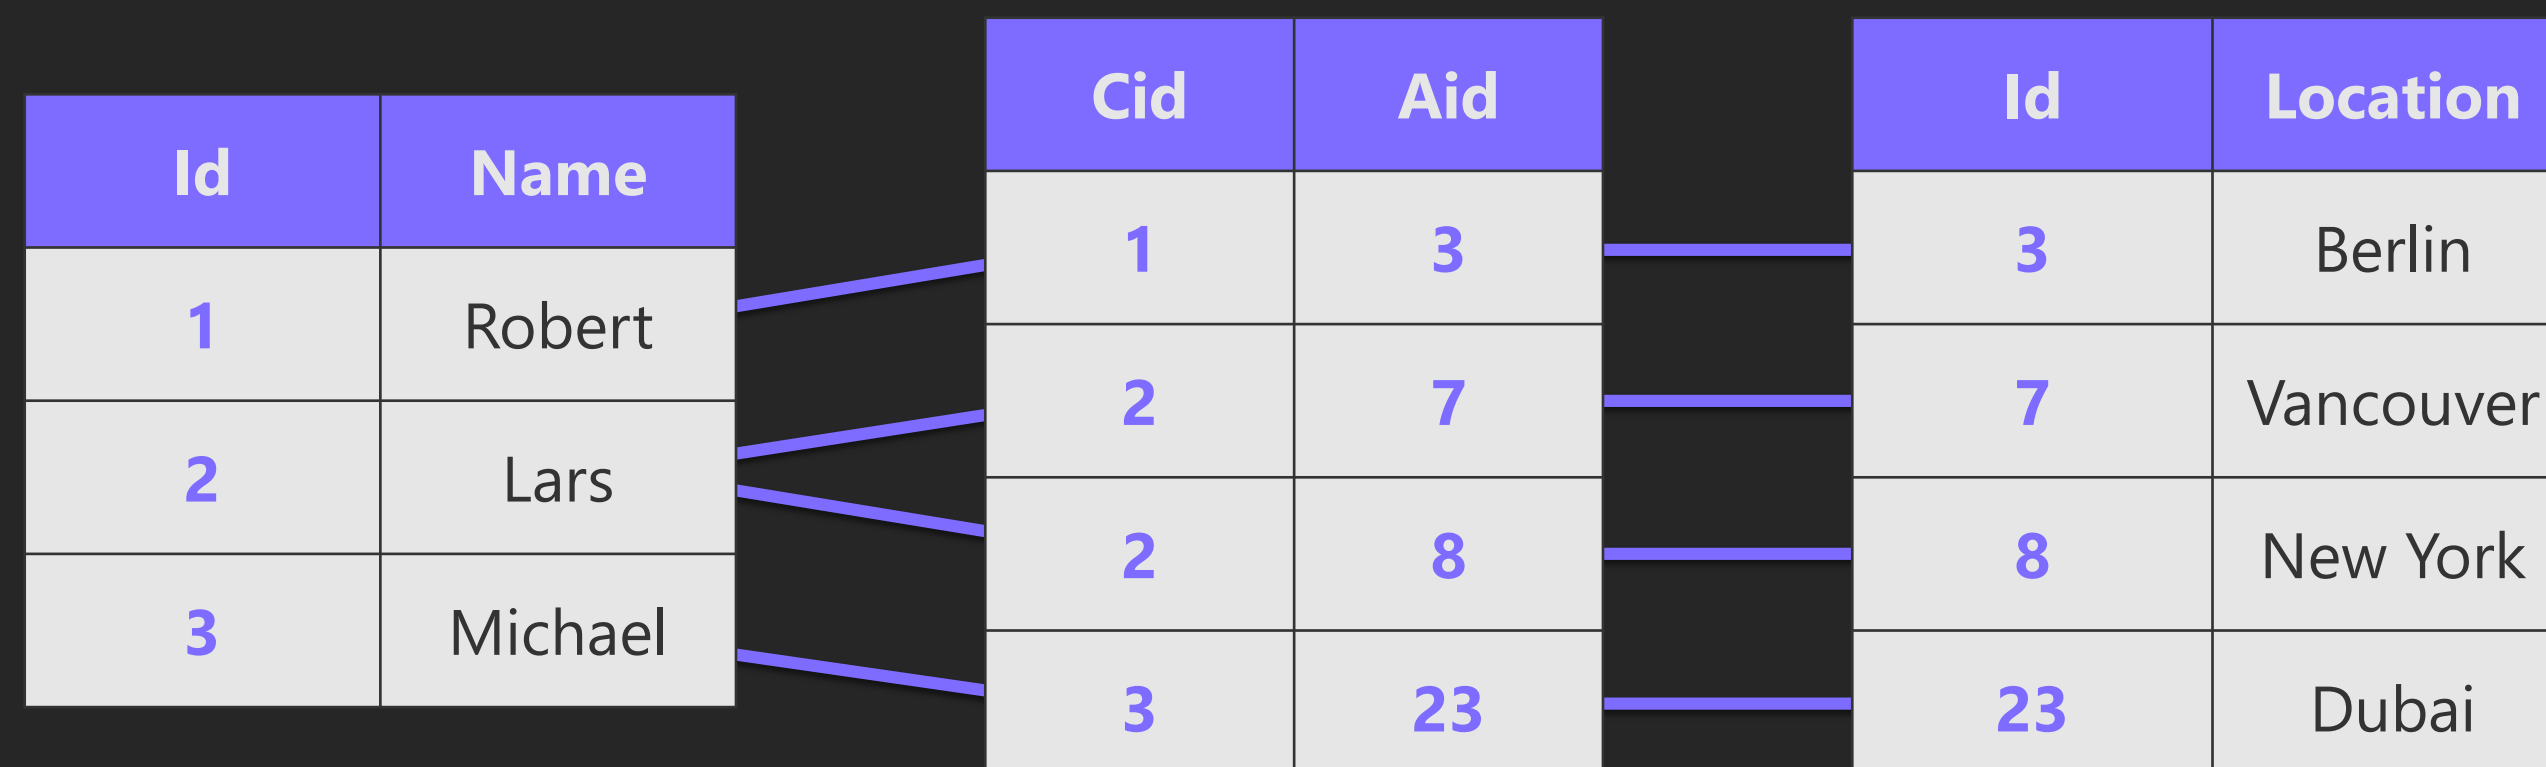 Id Name
1 Robert
2 Lars
3 Michael
Cid Aid
1 3
2 7
2 8
3 23
Id Location
3 Berlin
7 Vancouver
8 New York
23 Dubai